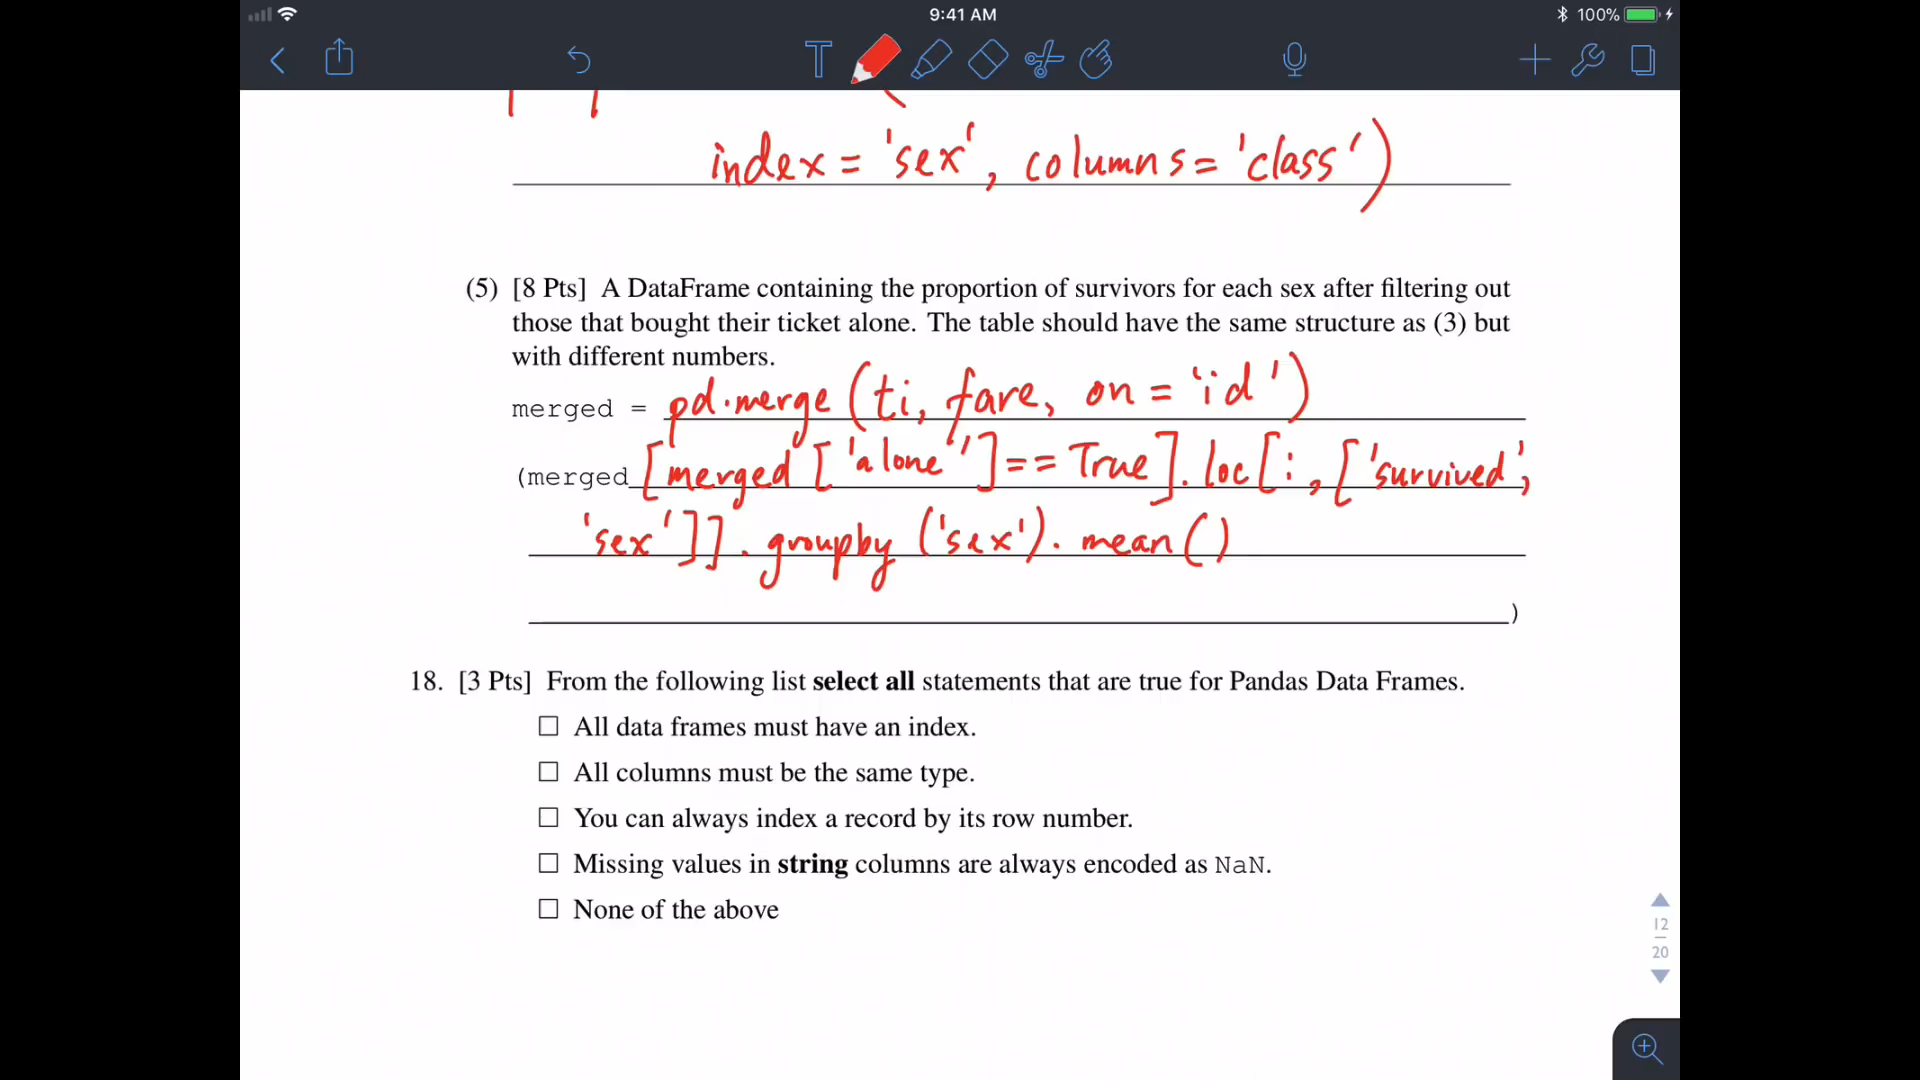 9:41 AM
100%
index = 'sex', columns = 'class')
(5) [8 Pts] A DataFrame containing the proportion of survivors for each sex after filtering out
those that bought their ticket alone. The table should have the same structure as (3) but
with different numbers.
merged = pd.merge(ti, fare, on = 'id')
(merged [merged['alone']== True].loc[:, ['survived',
'sex']].groupby('sex').mean()
)
18. [3 Pts] From the following list select all statements that are true for Pandas Data Frames.
☐ All data frames must have an index.
☐ All columns must be the same type.
☐ You can always index a record by its row number.
☐ Missing values in string columns are always encoded as NaN.
☐ None of the above
12
20